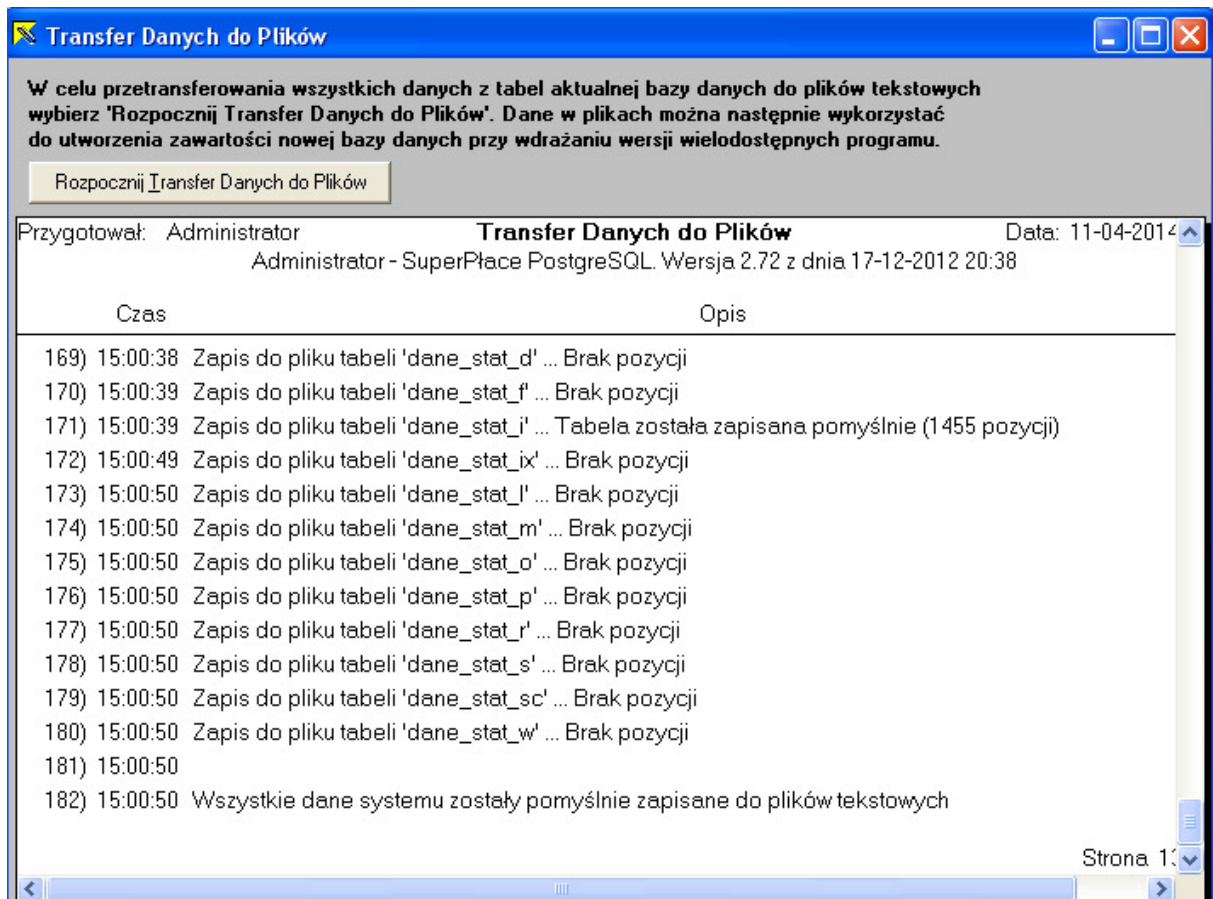 Transfer Danych do Plików
W celu przetransferowania wszystkich danych z tabel aktualnej bazy danych do plików tekstowych
wybierz 'Rozpocznij Transfer Danych do Plików'. Dane w plikach można następnie wykorzystać
do utworzenia zawartości nowej bazy danych przy wdrażaniu wersji wielodostępnych programu.
Rozpocznij Transfer Danych do Plików
Przygotował: Administrator Transfer Danych do Plików Data: 11-04-2014
Administrator - SuperPłace PostgreSQL. Wersja 2.72 z dnia 17-12-2012 20:38
Czas Opis
169) 15:00:38 Zapis do pliku tabeli 'dane_stat_d' ... Brak pozycji
170) 15:00:39 Zapis do pliku tabeli 'dane_stat_f' ... Brak pozycji
171) 15:00:39 Zapis do pliku tabeli 'dane_stat_i' ... Tabela została zapisana pomyślnie (1455 pozycji)
172) 15:00:49 Zapis do pliku tabeli 'dane_stat_ix' ... Brak pozycji
173) 15:00:50 Zapis do pliku tabeli 'dane_stat_l' ... Brak pozycji
174) 15:00:50 Zapis do pliku tabeli 'dane_stat_m' ... Brak pozycji
175) 15:00:50 Zapis do pliku tabeli 'dane_stat_o' ... Brak pozycji
176) 15:00:50 Zapis do pliku tabeli 'dane_stat_p' ... Brak pozycji
177) 15:00:50 Zapis do pliku tabeli 'dane_stat_r' ... Brak pozycji
178) 15:00:50 Zapis do pliku tabeli 'dane_stat_s' ... Brak pozycji
179) 15:00:50 Zapis do pliku tabeli 'dane_stat_sc' ... Brak pozycji
180) 15:00:50 Zapis do pliku tabeli 'dane_stat_w' ... Brak pozycji
181) 15:00:50
182) 15:00:50 Wszystkie dane systemu zostały pomyślnie zapisane do plików tekstowych
Strona